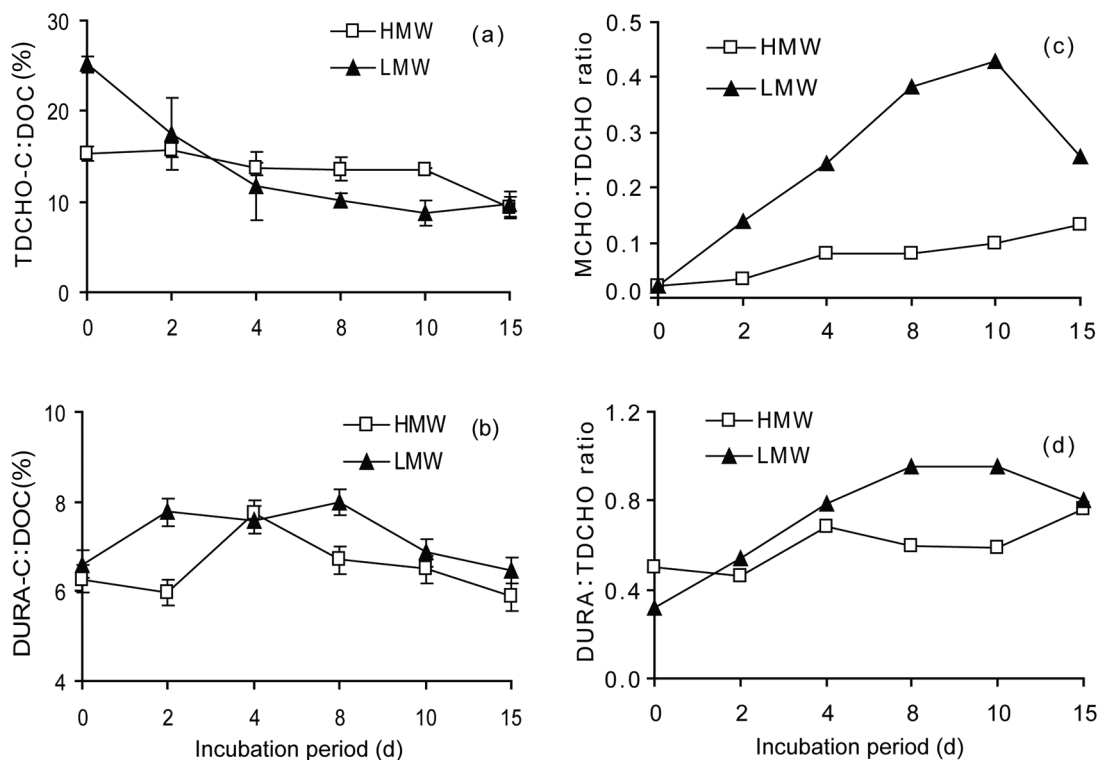 TDCHO-C:DOC(%)
30
20
10
0
HMW
LMW
(a)
0 2 4 8 10 15
MCHO:TDCHO ratio
0.5
0.4
0.3
0.2
0.1
0.0
HMW
LMW
(c)
0 2 4 8 10 15
DURA-C:DOC(%)
10
8
6
4
HMW
LMW
(b)
0 2 4 8 10 15
Incubation period (d)
DURA:TDCHO ratio
1.2
0.8
0.4
0.0
HMW
LMW
(d)
0 2 4 8 10 15
Incubation period (d)